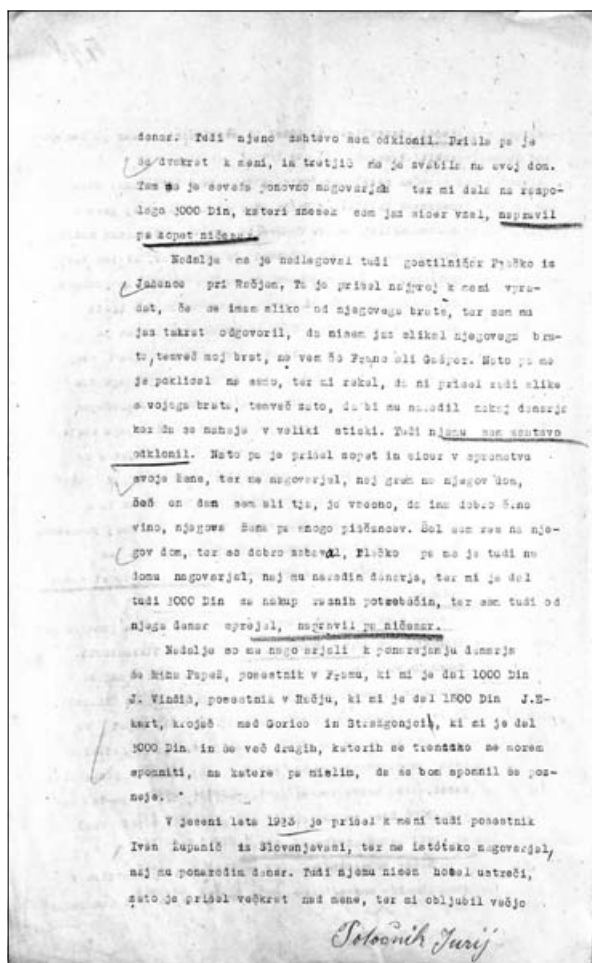 denar. Tudi njeno zahtevo sem odklonil. Prišla pa je
še dvakrat k meni, in tretjič me je zvabila na svoj dom.
Tam me je seveda ponovno nagovarjala ter mi dala na razpo-
lago 3000 Din, kateri znesek sem jaz sicer vzel, napravil
pa zopet ničesar.
Nadalje me je nadlegoval tudi gostilničar Plačko iz
Ješence pri Račjem. Ta je prišel najprej k meni vpra-
šat, če še imam sliko od njegovega brata, ter sem mu
jaz takrat odgovoril, da nisem jaz slikal njegovega bra-
ta, temveč moj brat, ne vem če Franc ali Gašper. Nato pa me
je poklical na samo, ter mi rekel, da ni prišel radi slike
svojega brata, temveč zato, da bi mu naredil nekaj denarja
ker da se nahaja v veliki stiski. Tudi njemu sem zahtevo
odklonil. Nato pa je prišel zopet in sicer v spremstvu
svoje žene, ter me nagovarjal, naj grem na njegov dom,
češ en dan sem ali tja, je vseeno, da ima dobro črno
vino, njegova žena pa mnogo piščancev. Šel sem res na nje-
gov dom, ter se dobro zabaval, Plačko pa me je tudi na
domu nagovarjal, naj mu naredim denarja, ter mi je dal
tudi 3000 Din za nakup raznih potrebščin, ter sem tudi od
njega denar sprejel, napravil pa ničesar.
Nadalje so me nagovarjali k ponarejanju denarja
še Papež, posestnik v Framu, ki mi je dal 1000 Din
J. Vindiš, posestnik v Račju, ki mi je dal 1500 Din J.E-
kart, krojač med Gorico in Stražgonjci, ki mi je dal
3000 Din in še več drugih, katerih se trenutno ne morem
spomniti, na katere pa mislim, da se bom spomnil še poz-
neje.
V jeseni leta 1933 je prišel k meni tudi posestnik
Ivan Županič iz Slovenjevasi, ter me istotako nagovarjal,
naj mu ponaredim denar. Tudi njemu nisem hotel ustreči,
zato je prišel večkrat nad mene, ter mi obljubil večjo
Potočnik Jurij